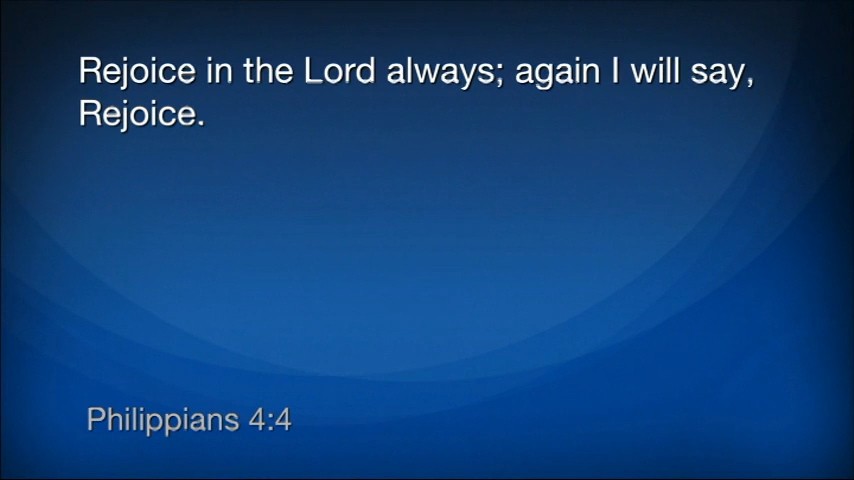 Rejoice in the Lord always; again I will say,
Rejoice.
Philippians 4:4